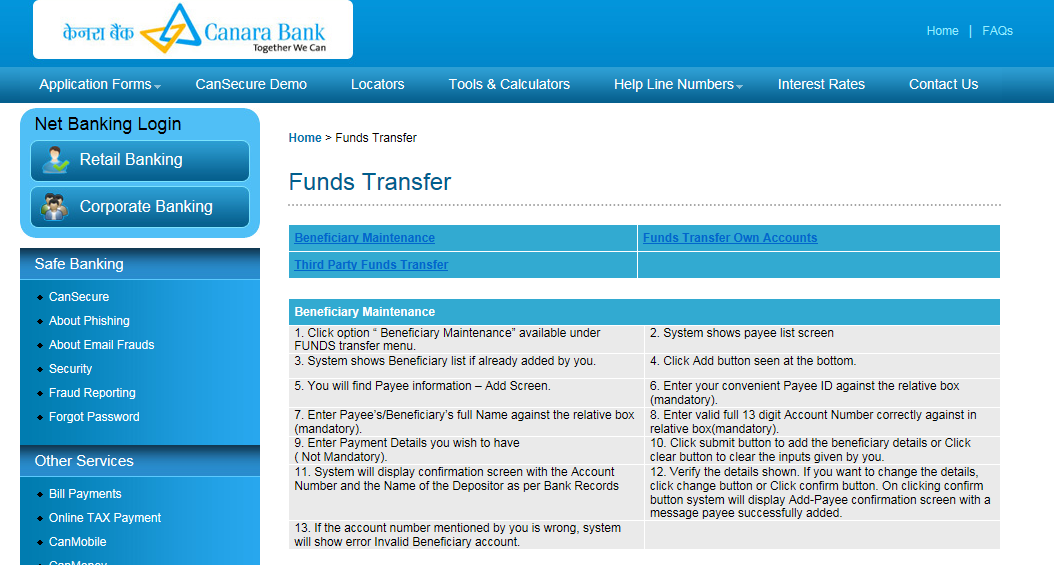 केनरा बैंक Canara Bank
Together We Can
Home | FAQs
Application Forms CanSecure Demo Locators Tools & Calculators Help Line Numbers Interest Rates Contact Us
Net Banking Login
Retail Banking
Corporate Banking
Safe Banking
CanSecure
About Phishing
About Email Frauds
Security
Fraud Reporting
Forgot Password
Other Services
Bill Payments
Online TAX Payment
CanMobile
CanMoney
Home > Funds Transfer
Funds Transfer
Beneficiary Maintenance
Funds Transfer Own Accounts
Third Party Funds Transfer
Beneficiary Maintenance
1. Click option “ Beneficiary Maintenance” available under
FUNDS transfer menu.
2. System shows payee list screen
3. System shows Beneficiary list if already added by you.
4. Click Add button seen at the bottom.
5. You will find Payee information – Add Screen.
6. Enter your convenient Payee ID against the relative box
(mandatory).
7. Enter Payee’s/Beneficiary’s full Name against the relative box
(mandatory).
8. Enter valid full 13 digit Account Number correctly against in
relative box(mandatory).
9. Enter Payment Details you wish to have
( Not Mandatory).
10. Click submit button to add the beneficiary details or Click
clear button to clear the inputs given by you.
11. System will display confirmation screen with the Account
Number and the Name of the Depositor as per Bank Records
12. Verify the details shown. If you want to change the details,
click change button or Click confirm button. On clicking confirm
button system will display Add-Payee confirmation screen with a
message payee successfully added.
13. If the account number mentioned by you is wrong, system
will show error Invalid Beneficiary account.